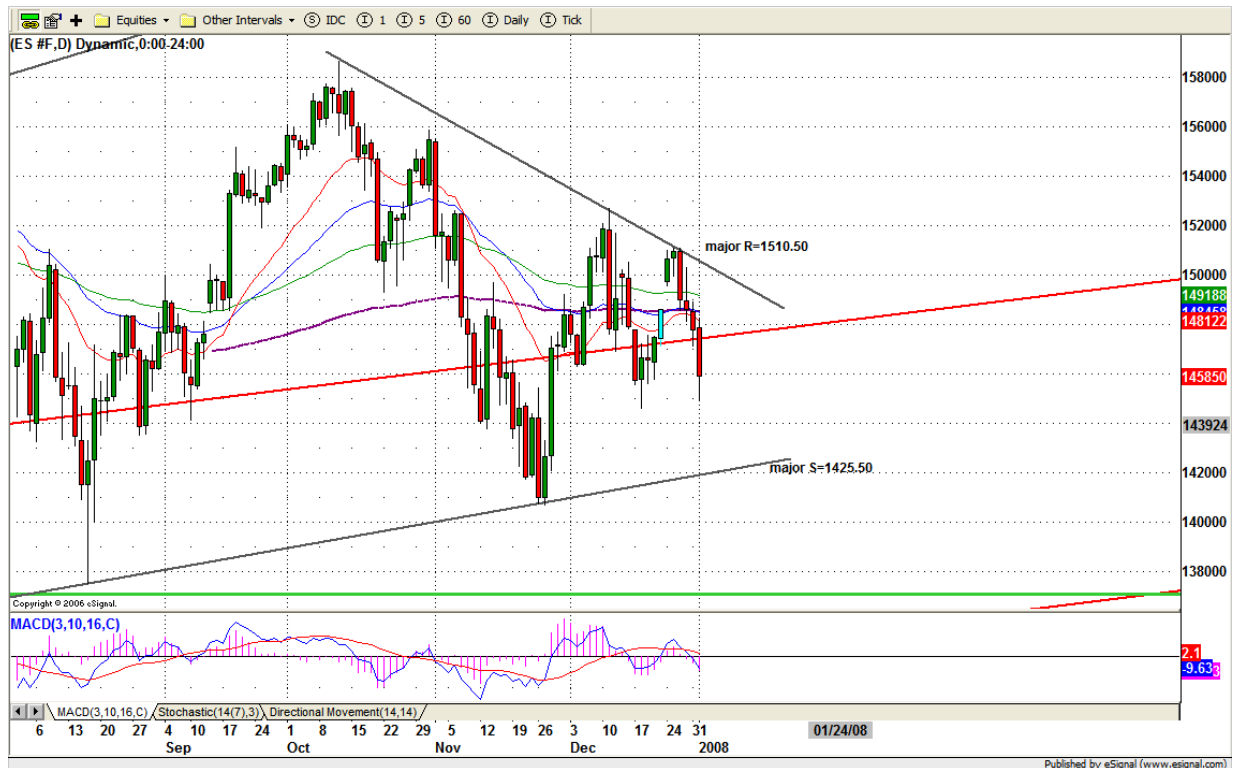 Equities Other Intervals S IDC I 1 I 5 I 60 I Daily I Tick
(ES #F,D) Dynamic,0:00-24:00
158000
156000
154000
152000
major R=1510.50
150000
149188
148122
145850
143924
major S=1425.50
142000
140000
138000
Copyright © 2006 eSignal.
MACD(3,10,16,C)
2.1
-9.63
MACD(3,10,16,C) Stochastic(14(7),3) Directional Movement(14,14)
6 13 20 27 4 10 17 24 1 8 15 22 29 5 12 19 26 3 10 17 24 31 01/24/08
Sep Oct Nov Dec 2008
Published by eSignal (www.esignal.com)